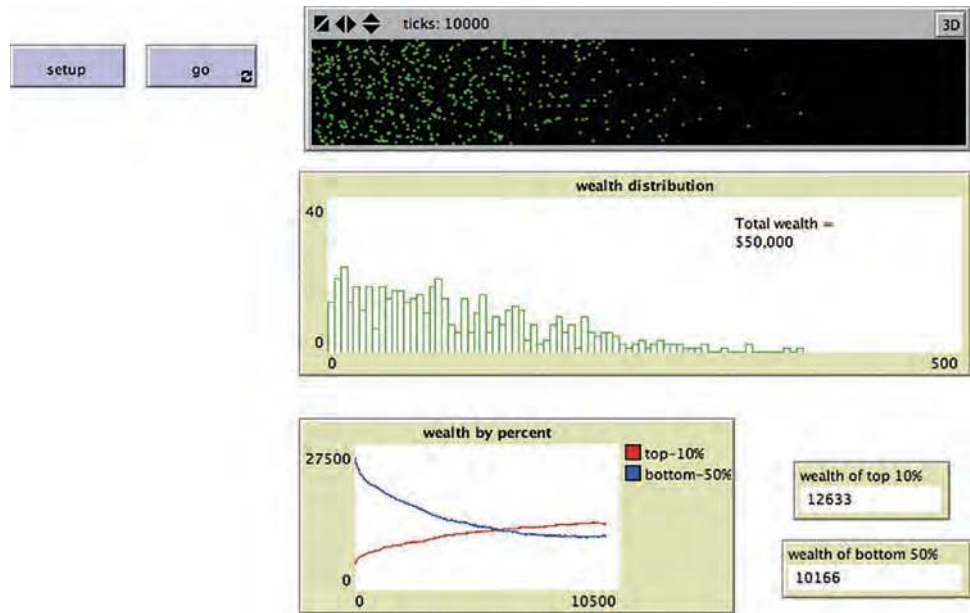 ticks: 10000
3D
setup
go
wealth distribution
40
Total wealth =
$50,000
0
0
500
wealth by percent
27500
top-10%
bottom-50%
0
0
10500
wealth of top 10%
12633
wealth of bottom 50%
10166